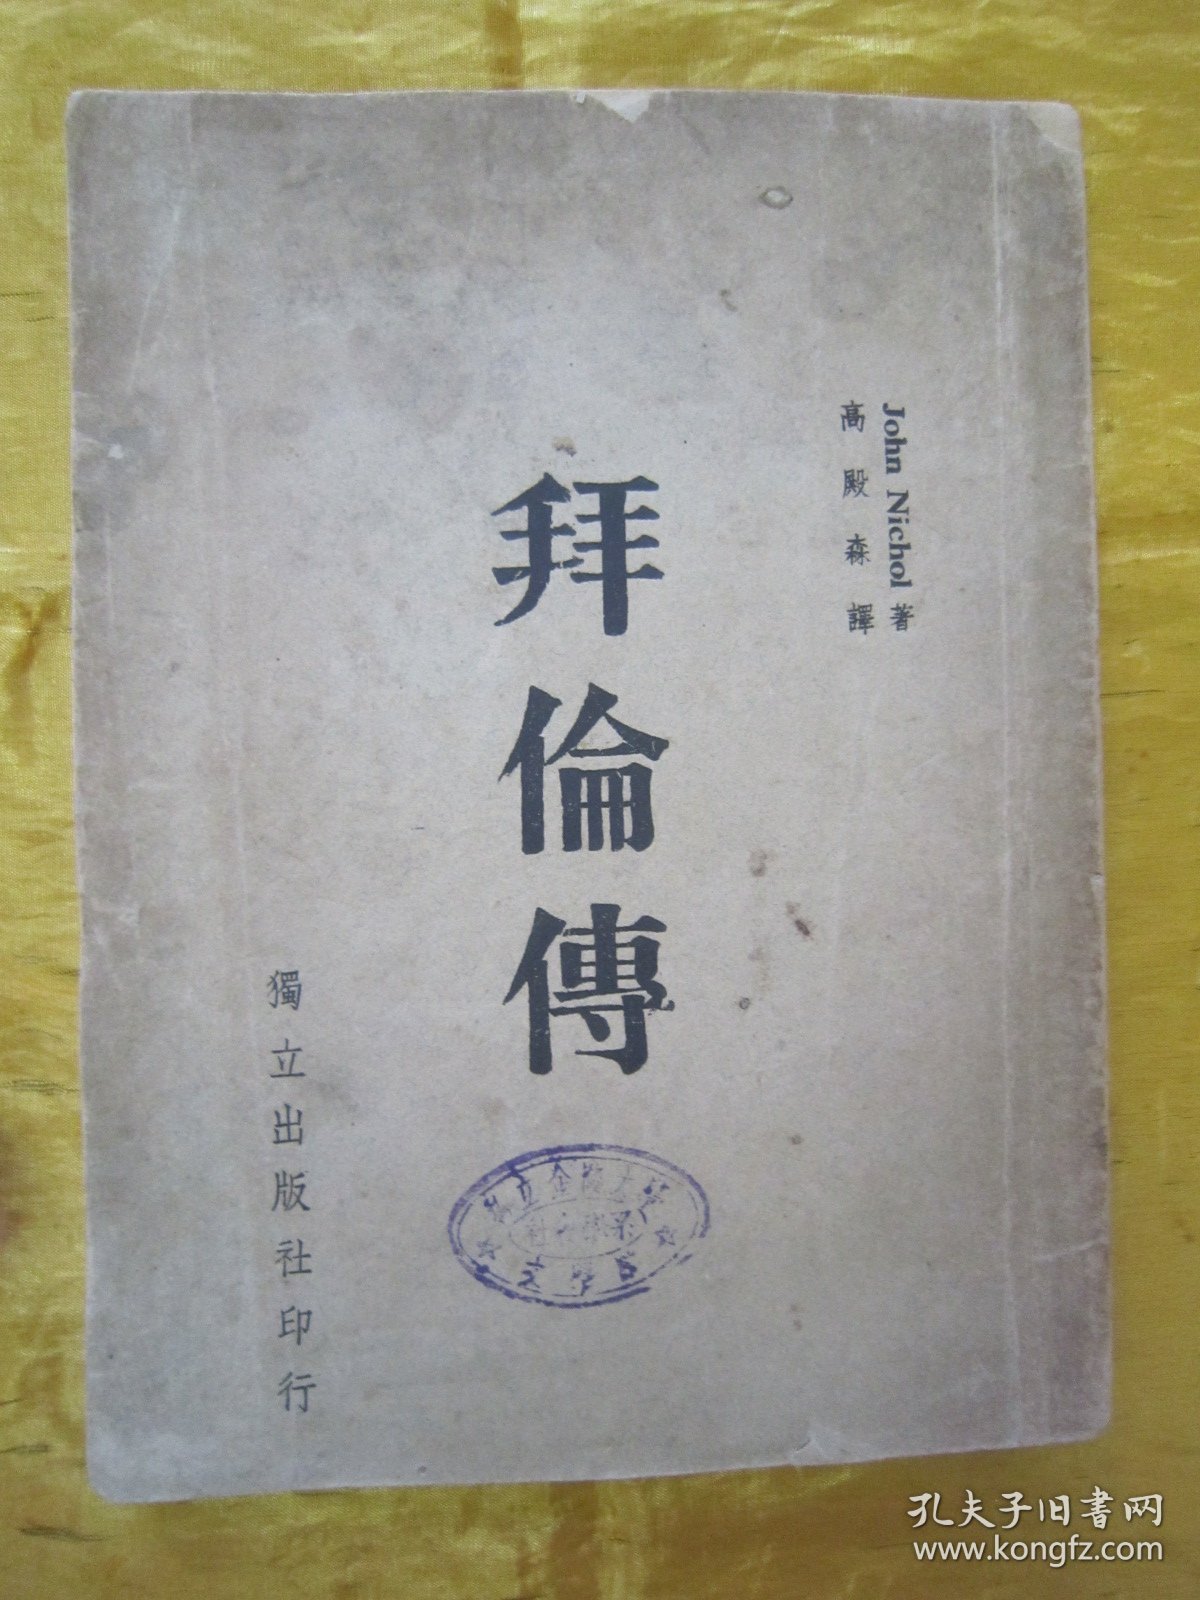 John Nichol 著
高殿森譯
拜倫傳
獨立出版社印行
孔夫子旧書网
www.kongfz.com